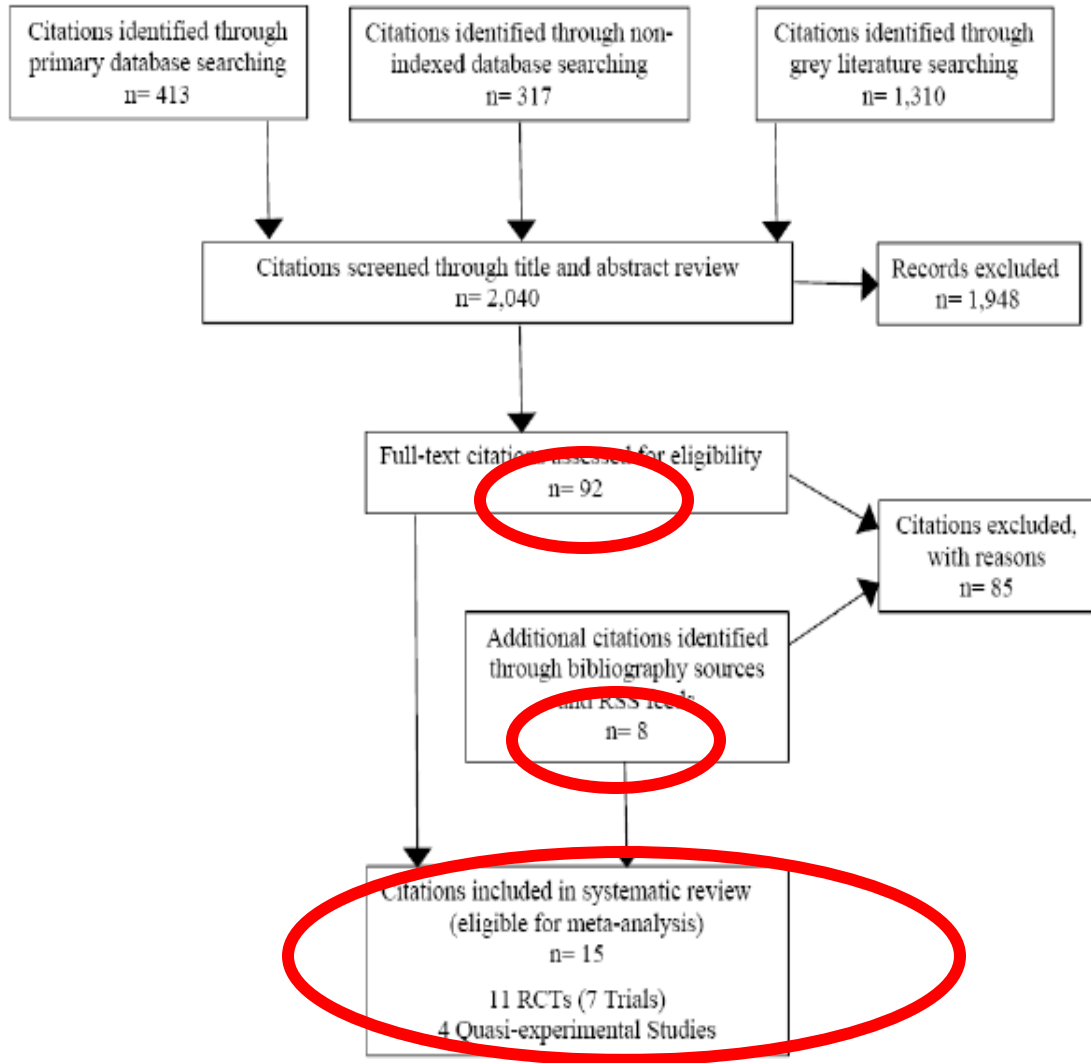 Citations identified through
primary database searching
n= 413
Citations identified through non-
indexed database searching
n= 317
Citations identified through
grey literature searching
n= 1,310
Citations screened through title and abstract review
n= 2,040
Records excluded
n= 1,948
Full-text citations assessed for eligibility
n= 92
Citations excluded,
with reasons
n= 85
Additional citations identified
through bibliography sources
and RSS feeds
n= 8
Citations included in systematic review
(eligible for meta-analysis)
n= 15
11 RCTs (7 Trials)
4 Quasi-experimental Studies